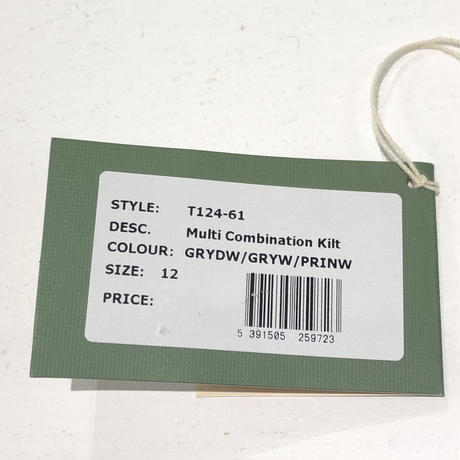 STYLE: T124-61
DESC. Multi Combination Kilt
COLOUR: GRYDW/GRYW/PRINW
SIZE: 12
PRICE:
5 391505 259723